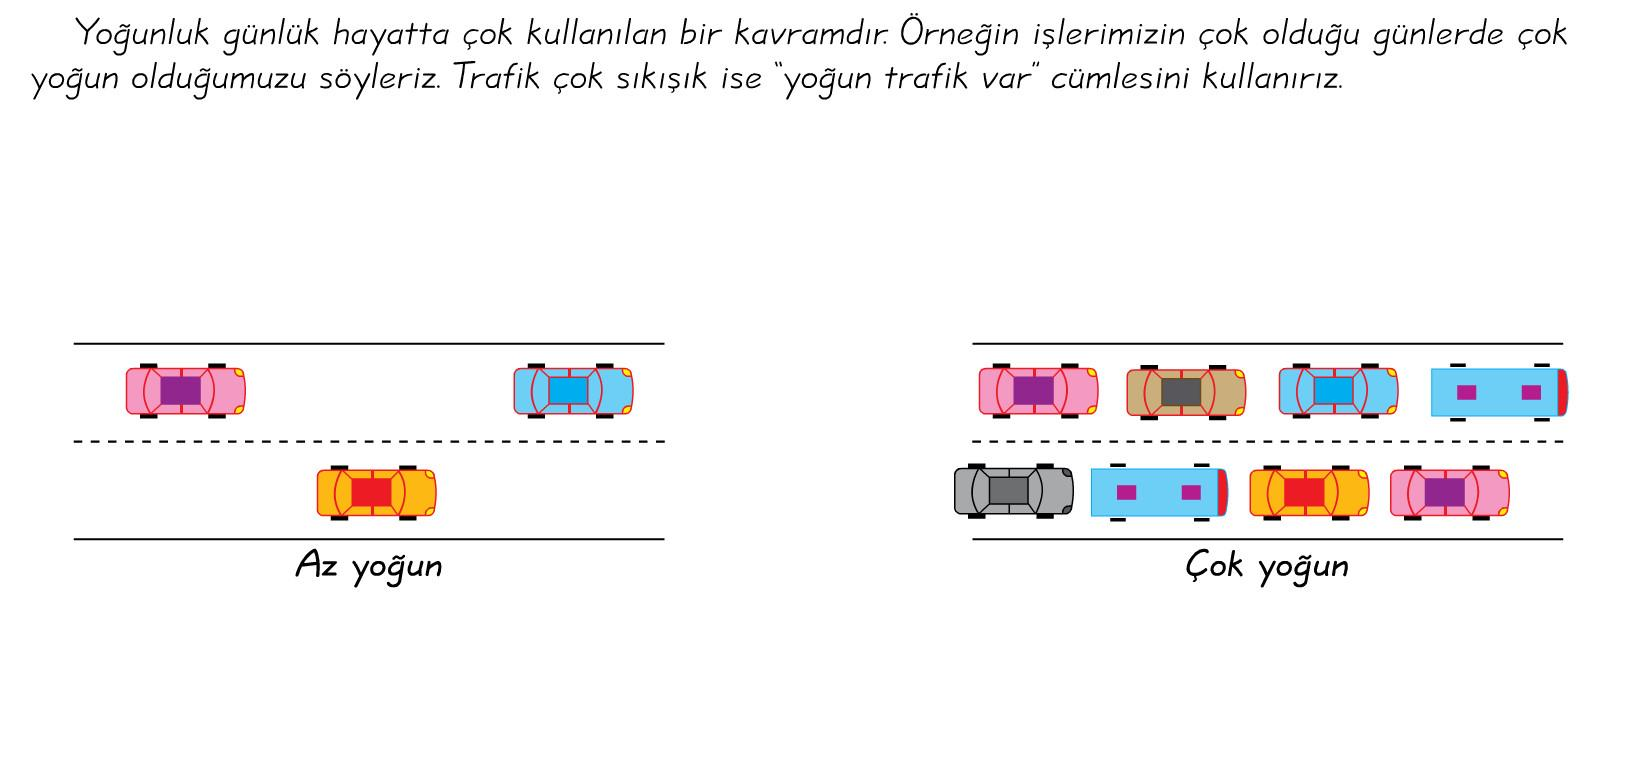 Yoğunluk günlük hayatta çok kullanılan bir kavramdır. Örneğin işlerimizin çok olduğu günlerde çok
yoğun olduğumuzu söyleriz. Trafik çok sıkışık ise “yoğun trafik var” cümlesini kullanırız.
Az yoğun
Çok yoğun